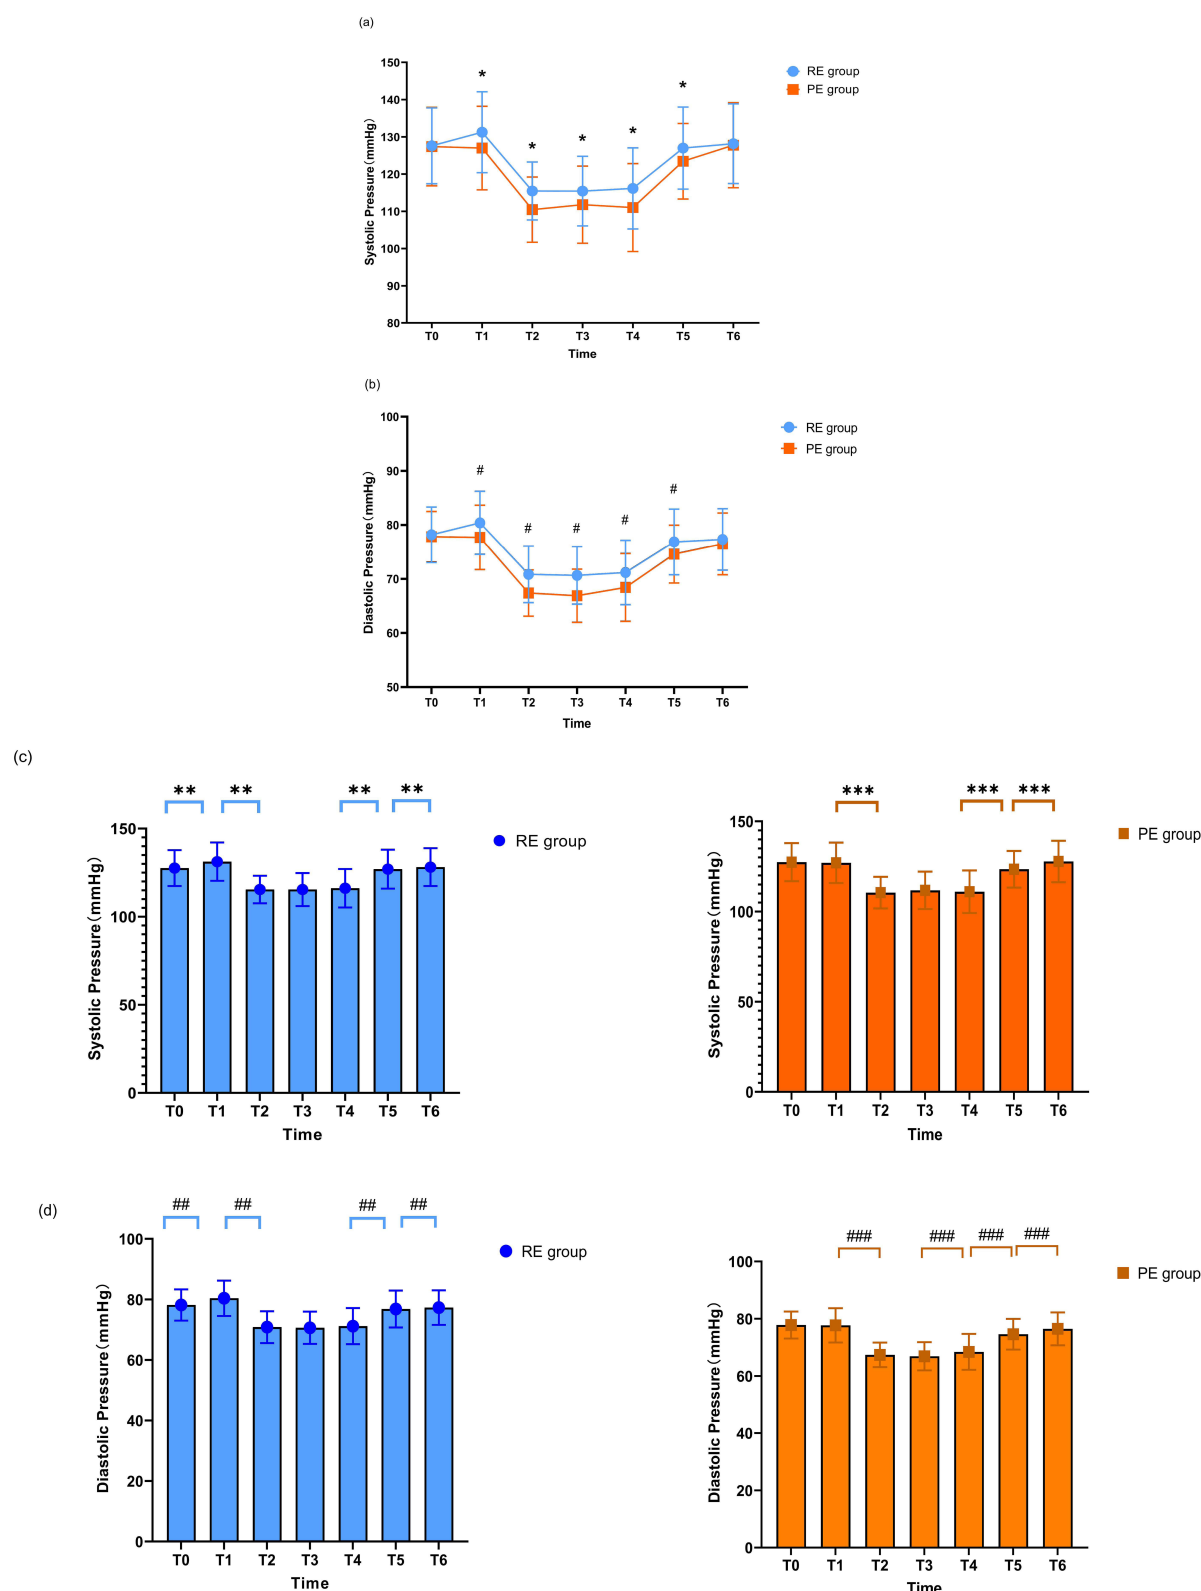 (a)
150
140
130
120
110
100
90
80
Systolic Pressure(mmHg)
* * * * * *
T0 T1 T2 T3 T4 T5 T6
Time
RE group
PE group
(b)
100
90
80
70
60
50
Diastolic Pressure(mmHg)
# # # # #
T0 T1 T2 T3 T4 T5 T6
Time
RE group
PE group
(c)
** ** ** **
150
100
50
0
Systolic Pressure(mmHg)
T0 T1 T2 T3 T4 T5 T6
Time
RE group
*** *** ***
150
100
50
0
Systolic Pressure(mmHg)
T0 T1 T2 T3 T4 T5 T6
Time
PE group
(d)
## ## ## ##
100
80
60
40
20
0
Diastolic Pressure(mmHg)
T0 T1 T2 T3 T4 T5 T6
Time
RE group
### ### ### ###
100
80
60
40
20
0
Diastolic Pressure(mmHg)
T0 T1 T2 T3 T4 T5 T6
Time
PE group